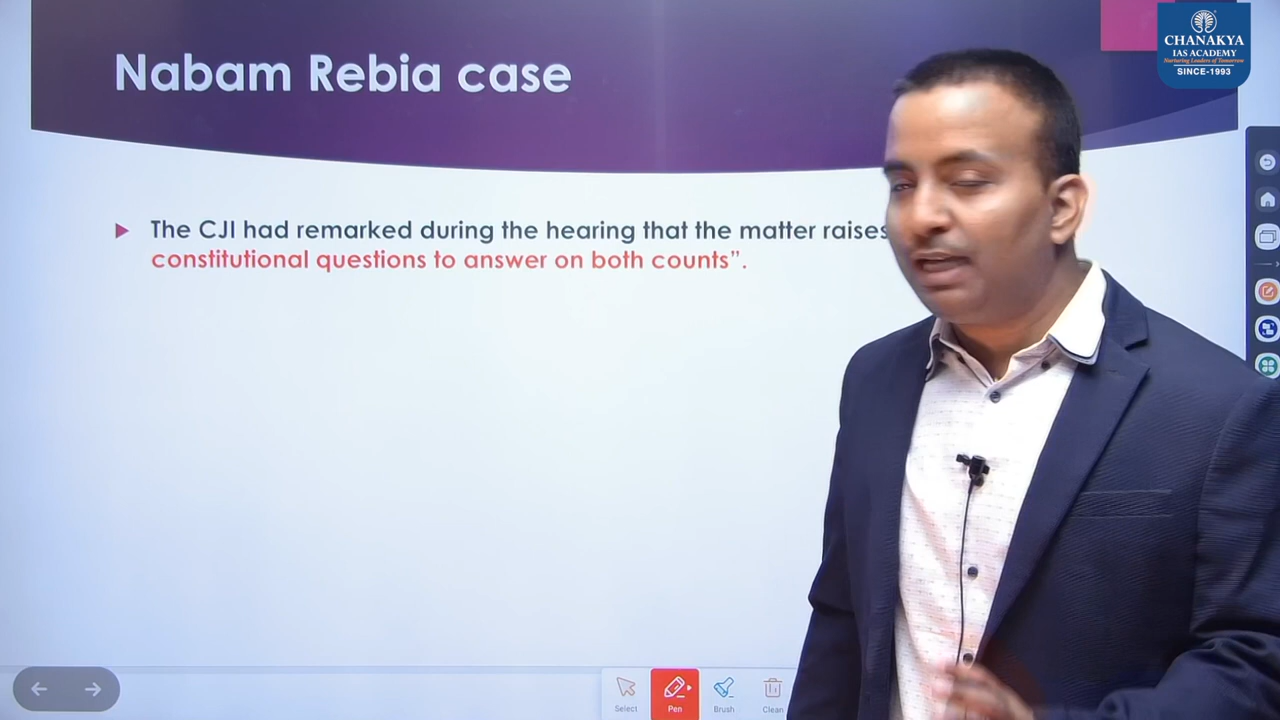 Nabam Rebia case
CHANAKYA
IAS ACADEMY
Nurturing Leaders of Tomorrow
SINCE-1993
The CJI had remarked during the hearing that the matter raises
constitutional questions to answer on both counts”.
Select
Pen
Brush
Clean